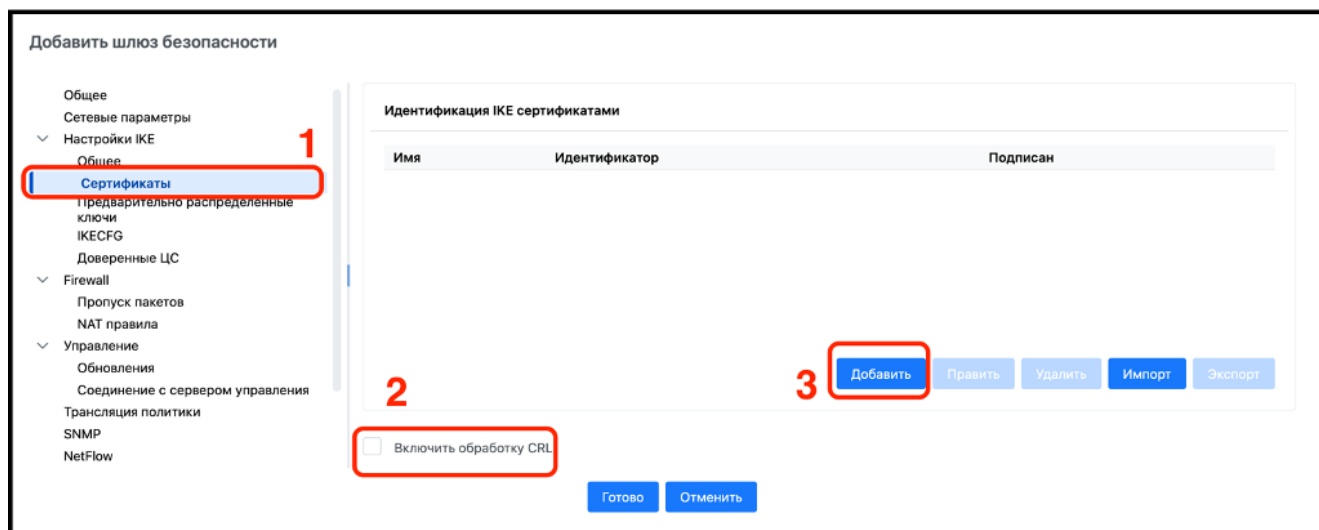 Добавить шлюз безопасности
Общее
Сетевые параметры
Настройки IKE
1
Общее
Сертификаты
Предварительно распределенные
ключи
IKECFG
Доверенные ЦС
Firewall
Пропуск пакетов
NAT правила
Управление
Обновления
Соединение с сервером управления
Трансляция политики
SNMP
NetFlow
Идентификация IKE сертификатами
Имя Идентификатор Подписан
3 Добавить Править Удалить Импорт Экспорт
2
Включить обработку CRL
Готово Отменить